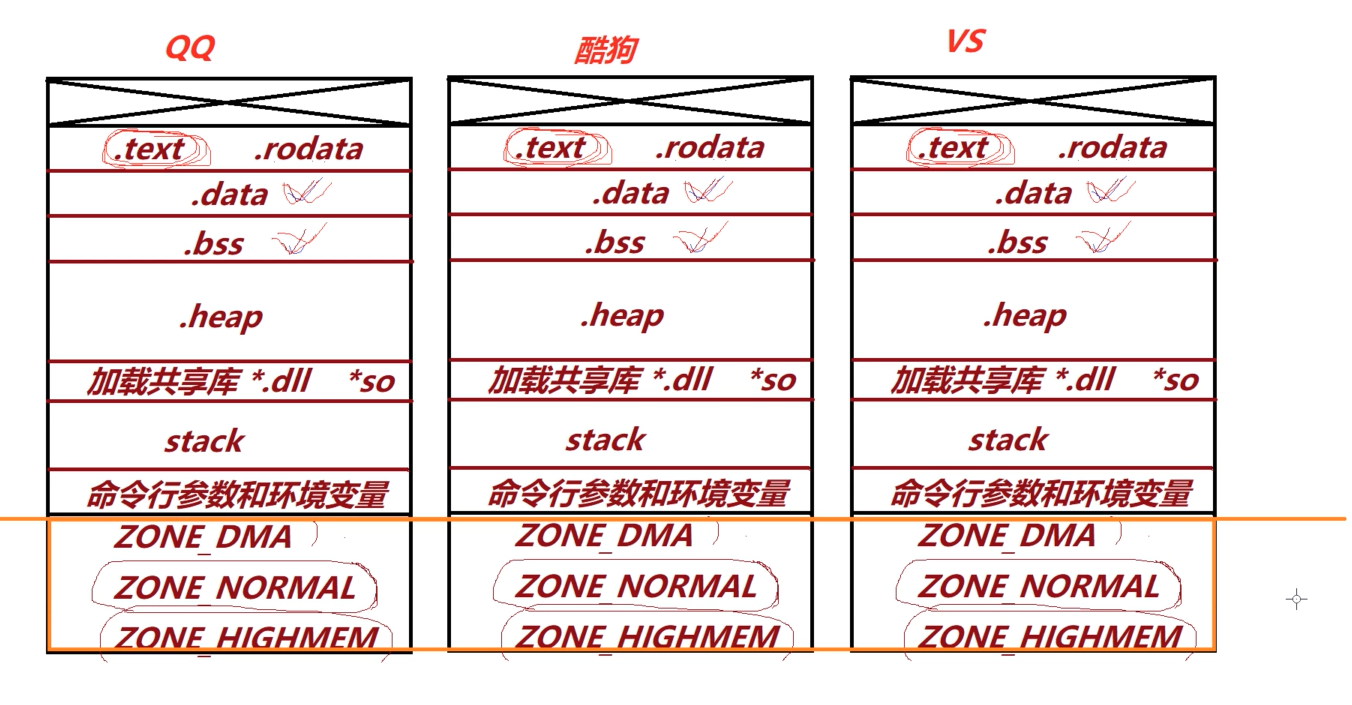 QQ
.text .rodata
.data
.bss
.heap
加载共享库 *.dll *so
stack
命令行参数和环境变量
ZONE_DMA
ZONE_NORMAL
ZONE_HIGHMEM
酷狗
.text .rodata
.data
.bss
.heap
加载共享库 *.dll *so
stack
命令行参数和环境变量
ZONE_DMA
ZONE_NORMAL
ZONE_HIGHMEM
VS
.text .rodata
.data
.bss
.heap
加载共享库 *.dll *so
stack
命令行参数和环境变量
ZONE_DMA
ZONE_NORMAL
ZONE_HIGHMEM